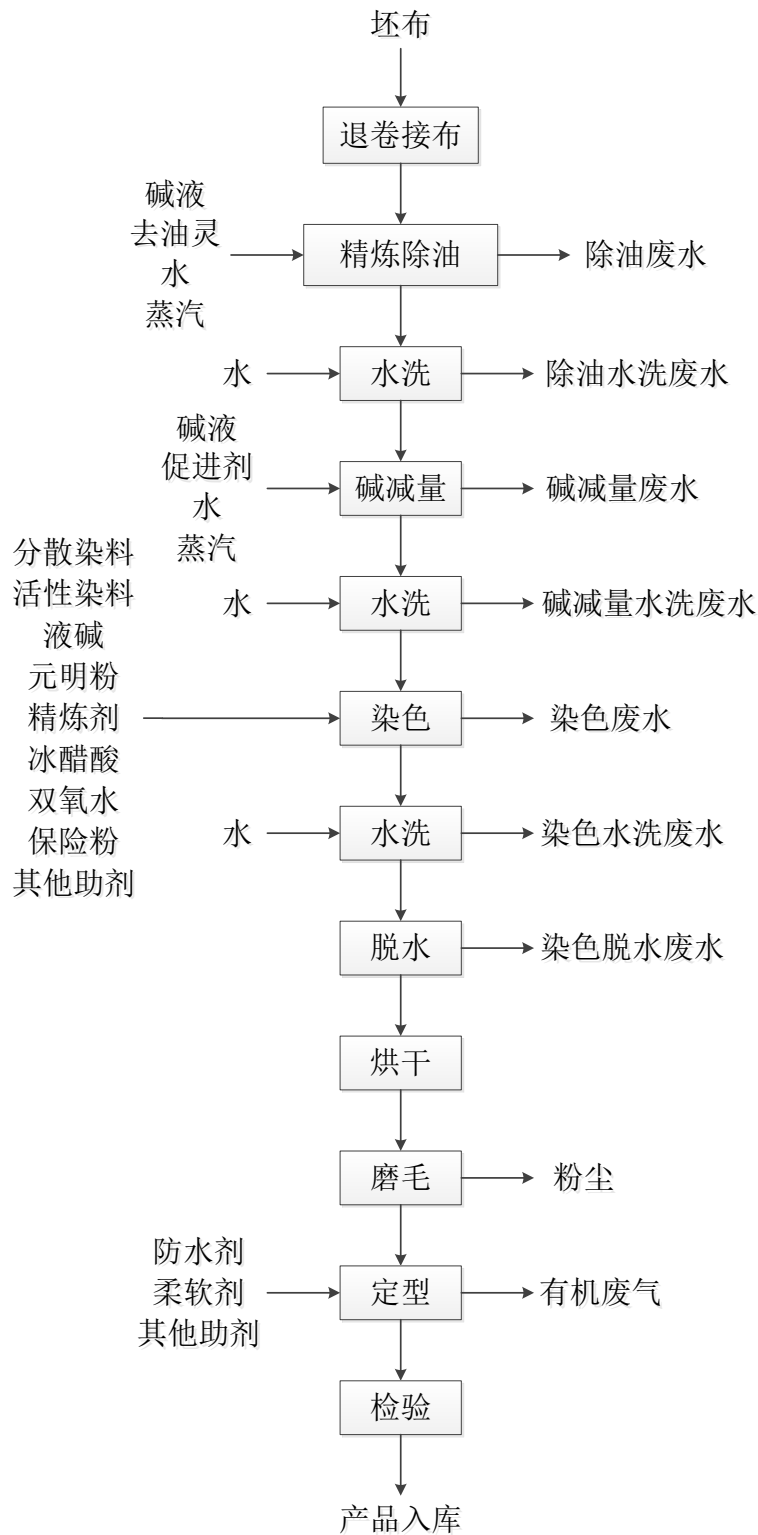 坯布
退卷接布
碱液
去油灵
水
蒸汽
精炼除油
除油废水
水
水洗
除油水洗废水
碱液
促进剂
水
蒸汽
碱减量
碱减量废水
水
水洗
碱减量水洗废水
分散染料
活性染料
液碱
元明粉
精炼剂
冰醋酸
双氧水
保险粉
其他助剂
染色
染色废水
水
水洗
染色水洗废水
脱水
染色脱水废水
烘干
磨毛
粉尘
防水剂
柔软剂
其他助剂
定型
有机废气
检验
产品入库